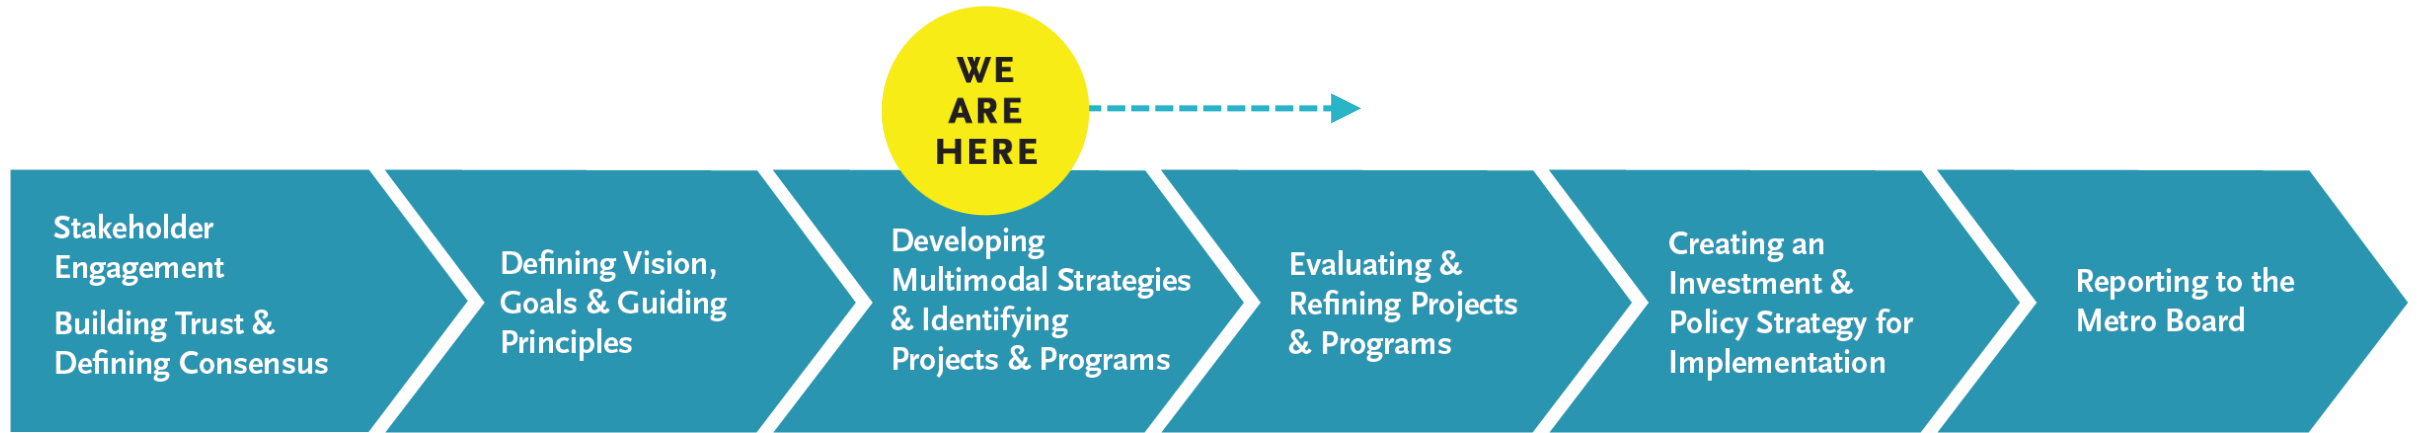 WE
ARE
HERE
Stakeholder
Engagement
Building Trust &
Defining Consensus
Defining Vision,
Goals & Guiding
Principles
Developing
Multimodal Strategies
& Identifying
Projects & Programs
Evaluating &
Refining Projects
& Programs
Creating an
Investment &
Policy Strategy for
Implementation
Reporting to the
Metro Board